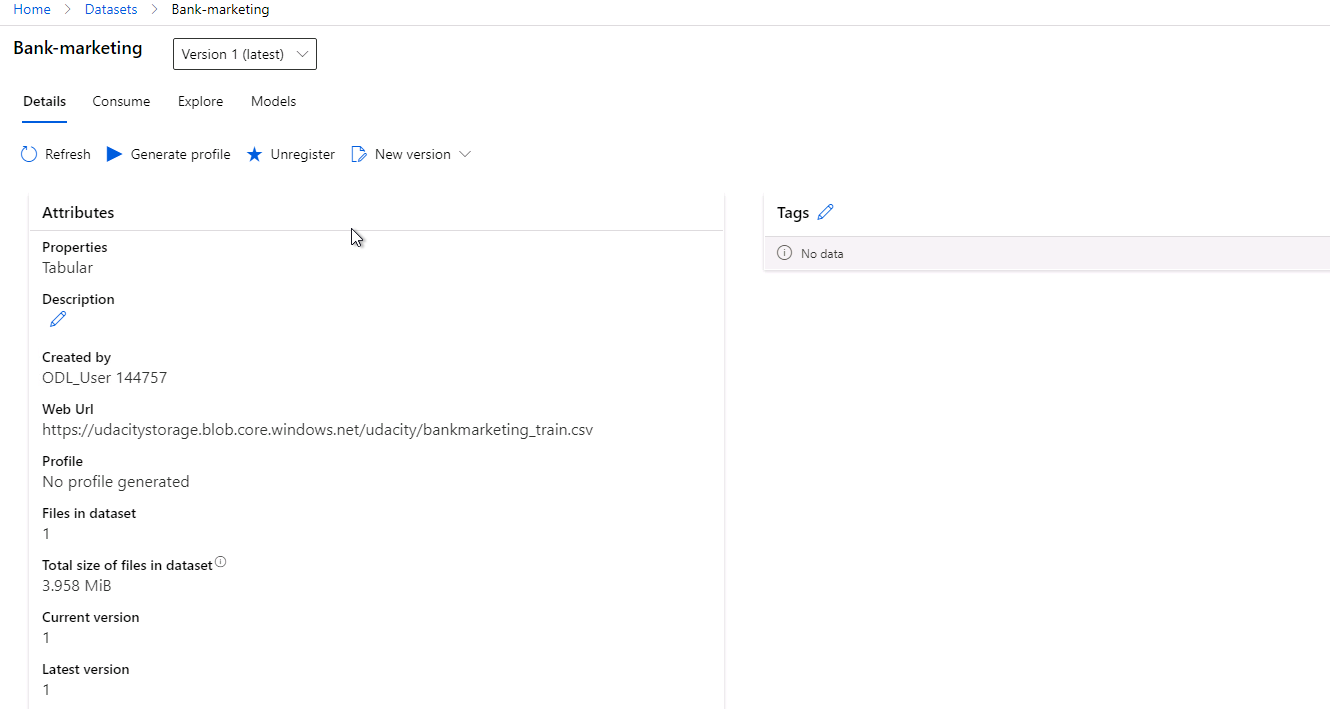 Home > Datasets > Bank-marketing
Bank-marketing
Version 1 (latest)
Details Consume Explore Models
Refresh Generate profile Unregister New version
Attributes
Properties
Tabular
Description
Created by
ODL_User 144757
Web Url
https://udacitystorage.blob.core.windows.net/udacity/bankmarketing_train.csv
Profile
No profile generated
Files in dataset
1
Total size of files in dataset
3.958 MiB
Current version
1
Latest version
1
Tags
No data